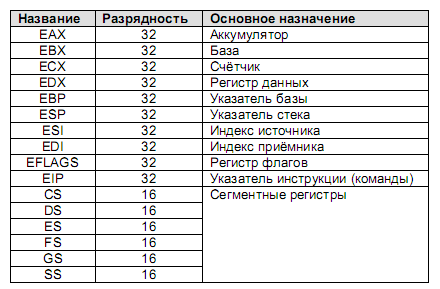 Название Разрядность Основное назначение
EAX 32 Аккумулятор
EBX 32 База
ECX 32 Счётчик
EDX 32 Регистр данных
EBP 32 Указатель базы
ESP 32 Указатель стека
ESI 32 Индекс источника
EDI 32 Индекс приёмника
EFLAGS 32 Регистр флагов
EIP 32 Указатель инструкции (команды)
CS 16 Сегментные регистры
DS 16
ES 16
FS 16
GS 16
SS 16